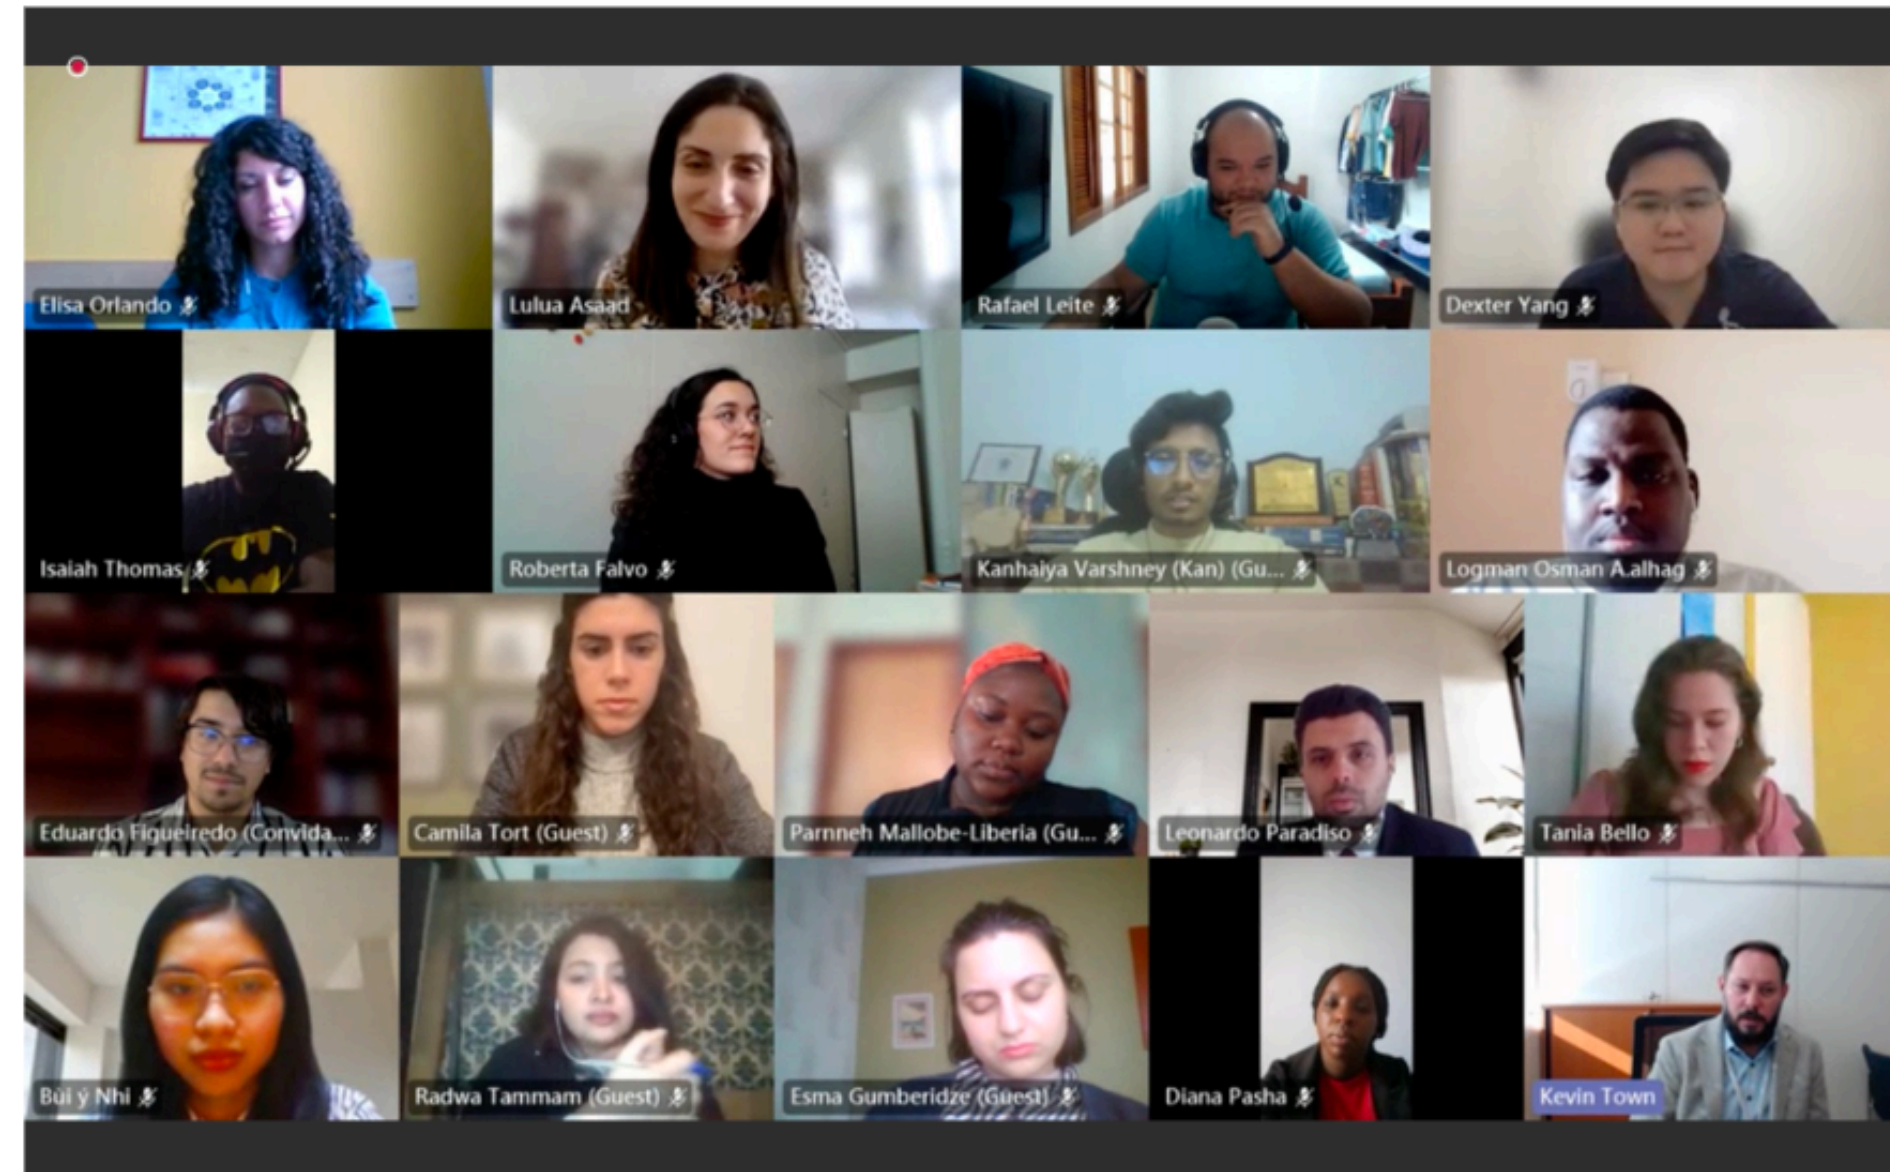 Elisa Orlando
Lulua Asaad
Rafael Leite
Dexter Yang
Isaiah Thomas
Roberta Falvo
Kanhaiya Varshney (Kan) (Gu...
Logman Osman A.alhag
Eduardo Figueiredo (Convida...
Camila Tort (Guest)
Parnneh Mallobe-Liberia (Gu...
Leonardo Paradiso
Tania Bello
Bùi ý Nhi
Radwa Tammam (Guest)
Esma Gumberidze (Guest)
Diana Pasha
Kevin Town